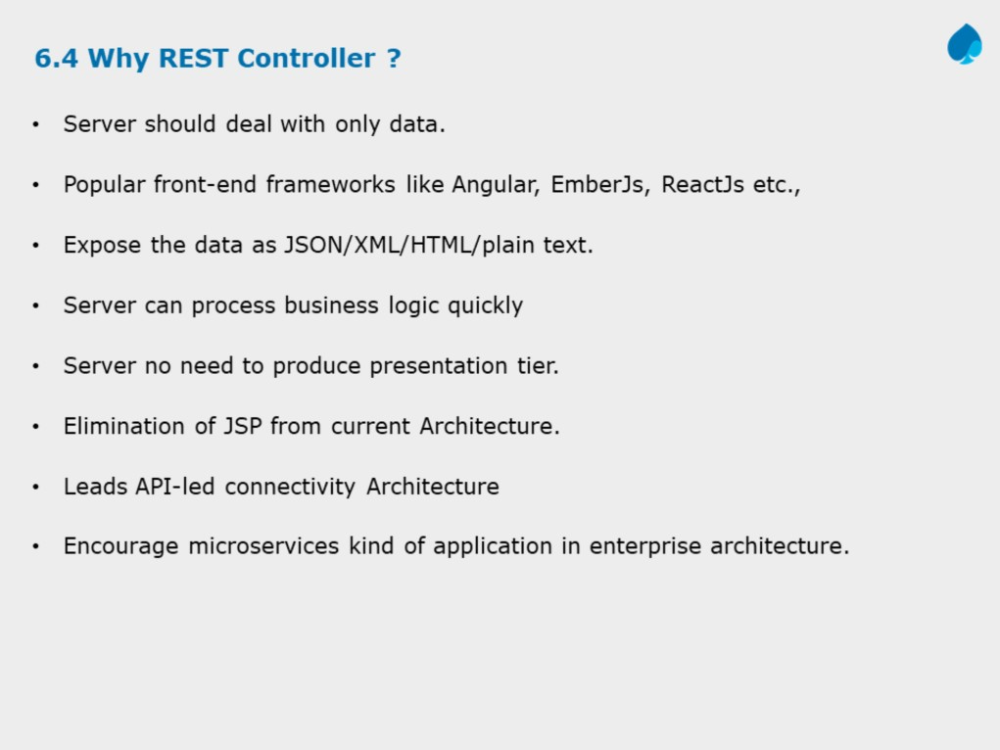 6.4 Why REST Controller ?
• Server should deal with only data.
• Popular front-end frameworks like Angular, EmberJs, ReactJs etc.,
• Expose the data as JSON/XML/HTML/plain text.
• Server can process business logic quickly
• Server no need to produce presentation tier.
• Elimination of JSP from current Architecture.
• Leads API-led connectivity Architecture
• Encourage microservices kind of application in enterprise architecture.